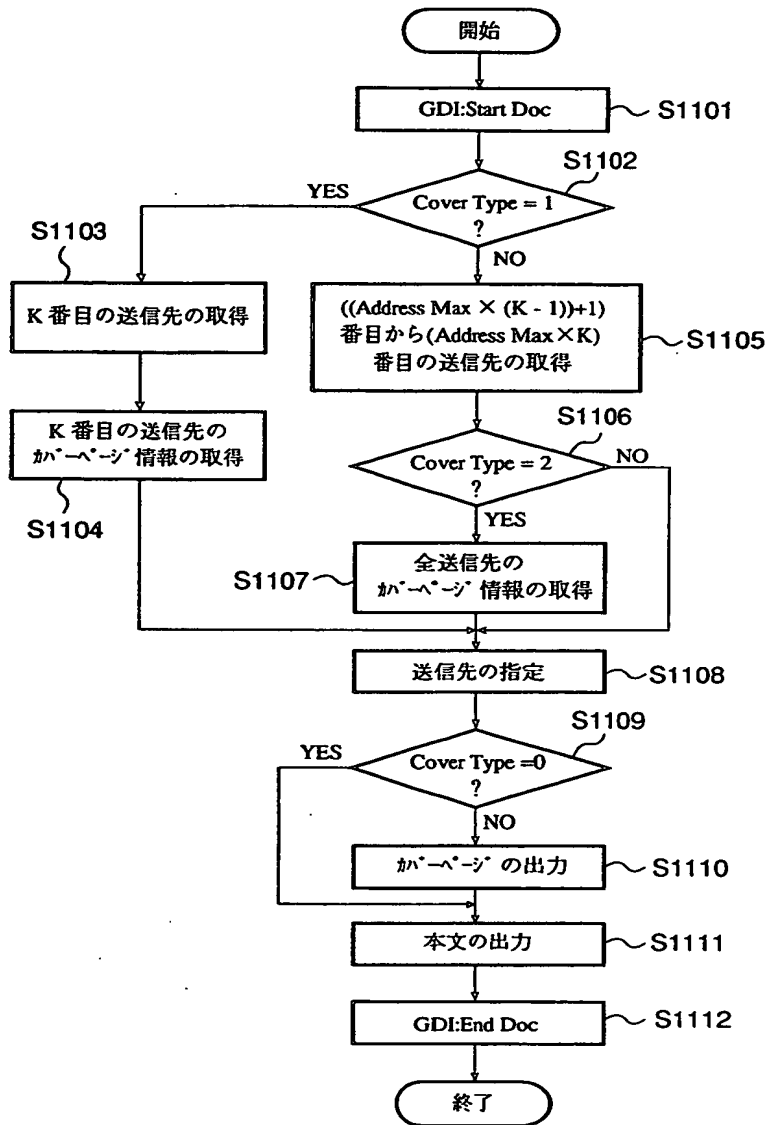 開始
GDI:Start Doc
S1101
S1102
Cover Type = 1
?
YES
NO
S1103
K 番目の送信先の取得
((Address Max × (K - 1))+1)
番目から(Address Max×K)
番目の送信先の取得
S1105
K 番目の送信先の
ｶﾊﾞｰﾍﾟｰｼﾞ 情報の取得
S1104
S1106
Cover Type = 2
?
NO
YES
S1107
全送信先の
ｶﾊﾞｰﾍﾟｰｼﾞ 情報の取得
送信先の指定
S1108
S1109
Cover Type =0
?
YES
NO
ｶﾊﾞｰﾍﾟｰｼﾞ の出力
S1110
本文の出力
S1111
GDI:End Doc
S1112
終了